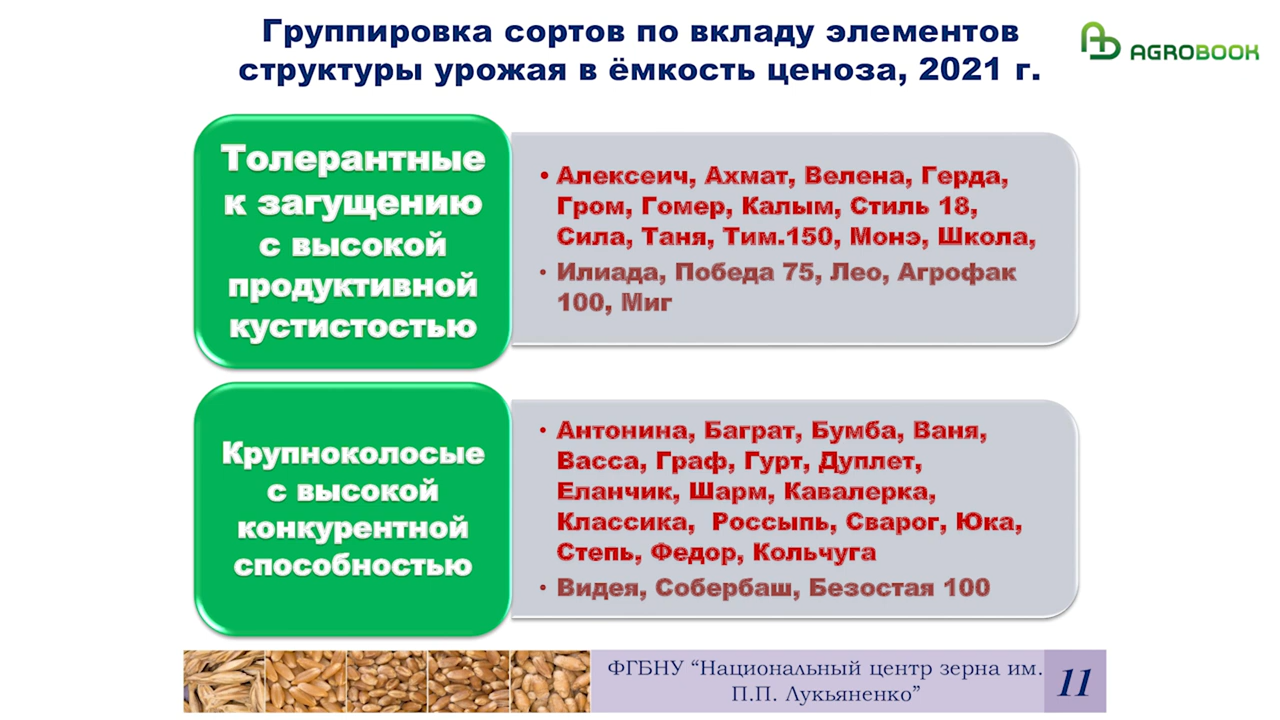 Группировка сортов по вкладу элементов
структуры урожая в ёмкость ценоза, 2021 г.
AGROBOOK
Толерантные
к загущению
с высокой
продуктивной
кустистостью
• Алексеич, Ахмат, Велена, Герда,
Гром, Гомер, Калым, Стиль 18,
Сила, Таня, Тим.150, Монэ, Школа,
• Илиада, Победа 75, Лео, Агрофак
100, Миг
Крупноколосые
с высокой
конкурентной
способностью
• Антонина, Баграт, Бумба, Ваня,
Васса, Граф, Гурт, Дуплет,
Еланчик, Шарм, Кавалерка,
Классика, Россыпь, Сварог, Юка,
Степь, Федор, Кольчуга
• Видея, Собербаш, Безостая 100
ФГБНУ “Национальный центр зерна им.
П.П. Лукьяненко”
11